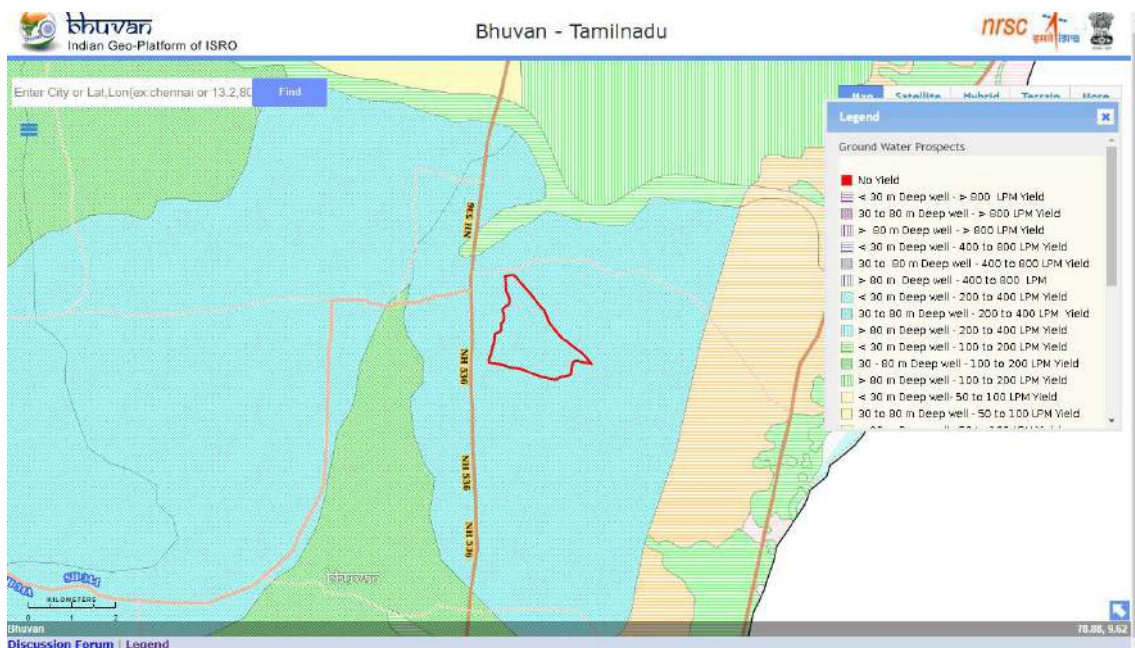 bhuvan
Indian Geo-Platform of ISRO
Bhuvan - Tamilnadu
nrsc
इसरो isro
Enter City or Lat,Lon(ex:chennai or 13.2,80
Find
Map Satellite Hybrid Terrain More
Legend
Ground Water Prospects
No Yield
< 30 m Deep well - > 800 LPM Yield
30 to 80 m Deep well - > 800 LPM Yield
> 80 m Deep well - > 800 LPM Yield
< 30 m Deep well - 400 to 800 LPM Yield
30 to 80 m Deep well - 400 to 800 LPM Yield
> 80 m Deep well - 400 to 800 LPM
< 30 m Deep well - 200 to 400 LPM Yield
30 to 80 m Deep well - 200 to 400 LPM Yield
> 80 m Deep well - 200 to 400 LPM Yield
< 30 m Deep well - 100 to 200 LPM Yield
30 - 80 m Deep well - 100 to 200 LPM Yield
> 80 m Deep well - 100 to 200 LPM Yield
< 30 m Deep well- 50 to 100 LPM Yield
30 to 80 m Deep well - 50 to 100 LPM Yield
NH 536
NH 536
NH 536
NH 536
bhuvan
KILOMETERS
0 1 2
Bhuvan
78.88, 9.62
Discussion Forum | Legend